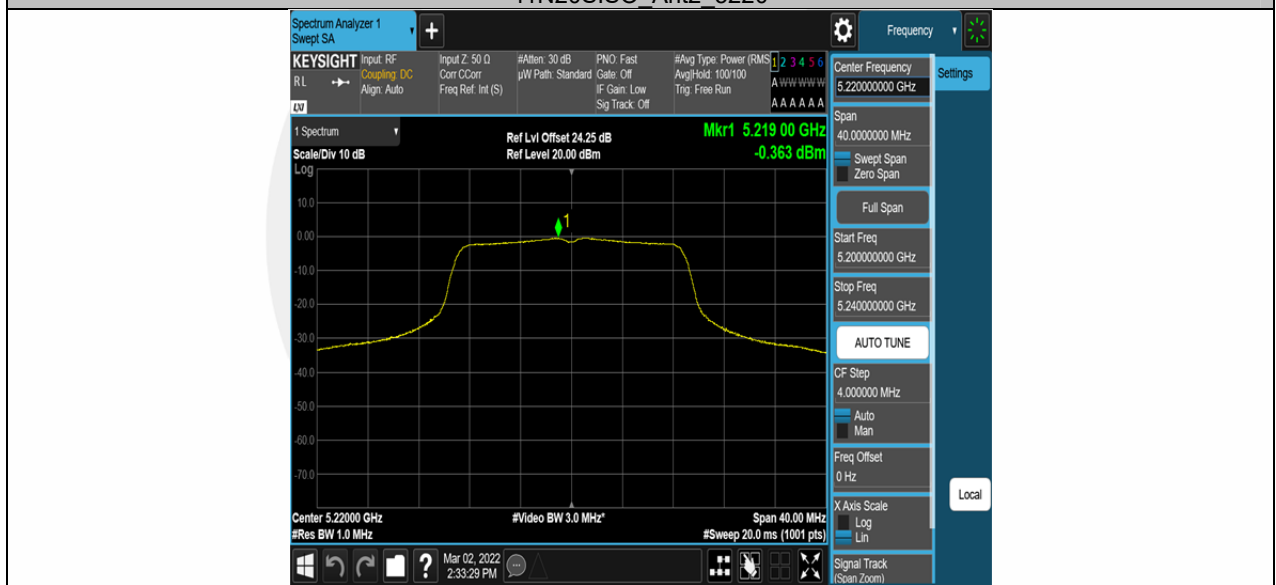 Spectrum Analyzer 1
Swept SA
+
Frequency
KEYSIGHT
RL
LXI
Input: RF
Coupling: DC
Align: Auto
Input Z: 50 Ω
Corr CCorr
Freq Ref: Int (S)
#Atten: 30 dB
µW Path: Standard
PNO: Fast
Gate: Off
IF Gain: Low
Sig Track: Off
#Avg Type: Power (RMS
Avg|Hold: 100/100
Trig: Free Run
1 2 3 4 5 6
A W W W W W
A A A A A A
Center Frequency
5.220000000 GHz
Settings
Span
40.0000000 MHz
Swept Span
Zero Span
Full Span
Start Freq
5.200000000 GHz
Stop Freq
5.240000000 GHz
AUTO TUNE
CF Step
4.000000 MHz
Auto
Man
Freq Offset
0 Hz
X Axis Scale
Log
Lin
Signal Track
(Span Zoom)
Local
1 Spectrum
Scale/Div 10 dB
Log
Ref Lvl Offset 24.25 dB
Ref Level 20.00 dBm
Mkr1 5.219 00 GHz
-0.363 dBm
1
10.0
0.00
-10.0
-20.0
-30.0
-40.0
-50.0
-60.0
-70.0
Center 5.22000 GHz
#Res BW 1.0 MHz
#Video BW 3.0 MHz*
Span 40.00 MHz
#Sweep 20.0 ms (1001 pts)
?
Mar 02, 2022
2:33:29 PM